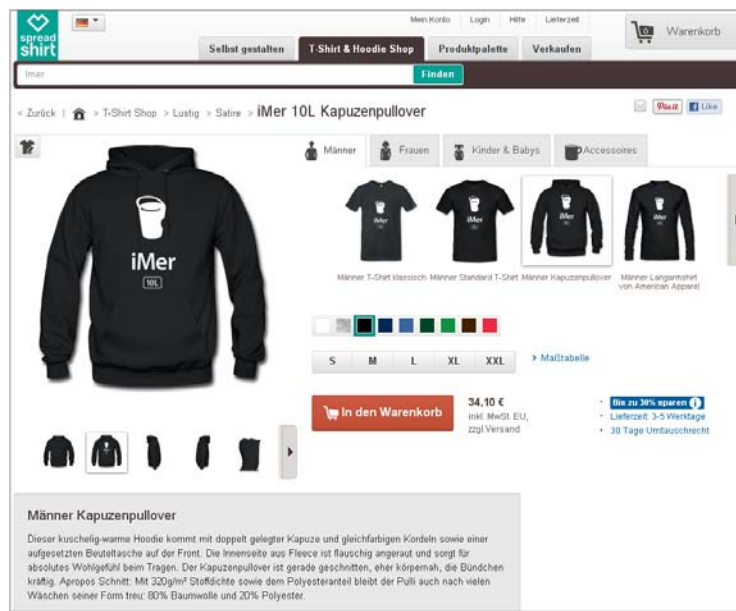 spread
shirt
Mein Konto
Login
Hilfe
Lieferzeit
Warenkorb
Selbst gestalten
T-Shirt & Hoodie Shop
Produktpalette
Verkaufen
Imer
Finden
< Zurück | > T-Shirt Shop > Lustig > Satire > iMer 10L Kapuzenpullover
Pin it
Like
Männer
Frauen
Kinder & Babys
Accessoires
iMer
10L
iMer
iMer
iMer
iMer
Männer T-Shirt klassisch
Männer Standard T-Shirt
Männer Kapuzenpullover
Männer Langarmshirt
von American Apparel
S M L XL XXL
> Maßtabelle
In den Warenkorb
34,10 €
inkl. MwSt. EU,
zzgl.Versand
Bis zu 30% sparen
Lieferzeit: 3-5 Werktage
30 Tage Umtauschrecht
Männer Kapuzenpullover
Dieser kuschelig-warme Hoodie kommt mit doppelt gelegter Kapuze und gleichfarbigen Kordeln sowie einer
aufgesetzten Beuteltasche auf der Front. Die Innenseite aus Fleece ist flauschig angeraut und sorgt für
absolutes Wohlgefühl beim Tragen. Der Kapuzenpullover ist gerade geschnitten, eher körpernah, die Bündchen
kräftig. Apropos Schnitt: Mit 320g/m² Stoffdichte sowie dem Polyesteranteil bleibt der Pulli auch nach vielen
Wäschen seiner Form treu: 80% Baumwolle und 20% Polyester.